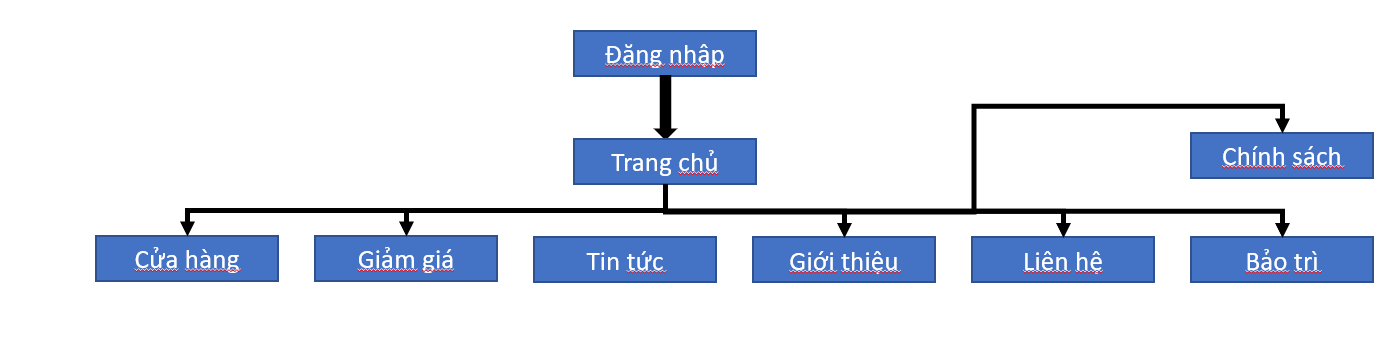 Đăng nhập
Trang chủ
Chính sách
Cửa hàng
Giảm giá
Tin tức
Giới thiệu
Liên hệ
Bảo trì